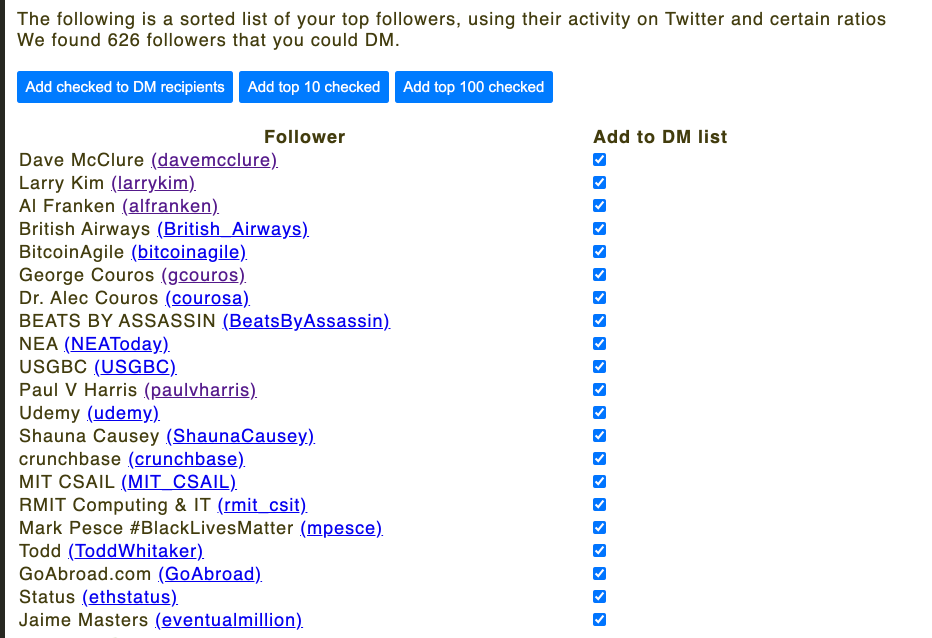 The following is a sorted list of your top followers, using their activity on Twitter and certain ratios
We found 626 followers that you could DM.
Add checked to DM recipients Add top 10 checked Add top 100 checked
Follower Add to DM list
Dave McClure (davemcclure)
Larry Kim (larrykim)
Al Franken (alfranken)
British Airways (British_Airways)
BitcoinAgile (bitcoinagile)
George Couros (gcouros)
Dr. Alec Couros (courosa)
BEATS BY ASSASSIN (BeatsByAssassin)
NEA (NEAToday)
USGBC (USGBC)
Paul V Harris (paulvharris)
Udemy (udemy)
Shauna Causey (ShaunaCausey)
crunchbase (crunchbase)
MIT CSAIL (MIT_CSAIL)
RMIT Computing & IT (rmit_csit)
Mark Pesce #BlackLivesMatter (mpesce)
Todd (ToddWhitaker)
GoAbroad.com (GoAbroad)
Status (ethstatus)
Jaime Masters (eventualmillion)